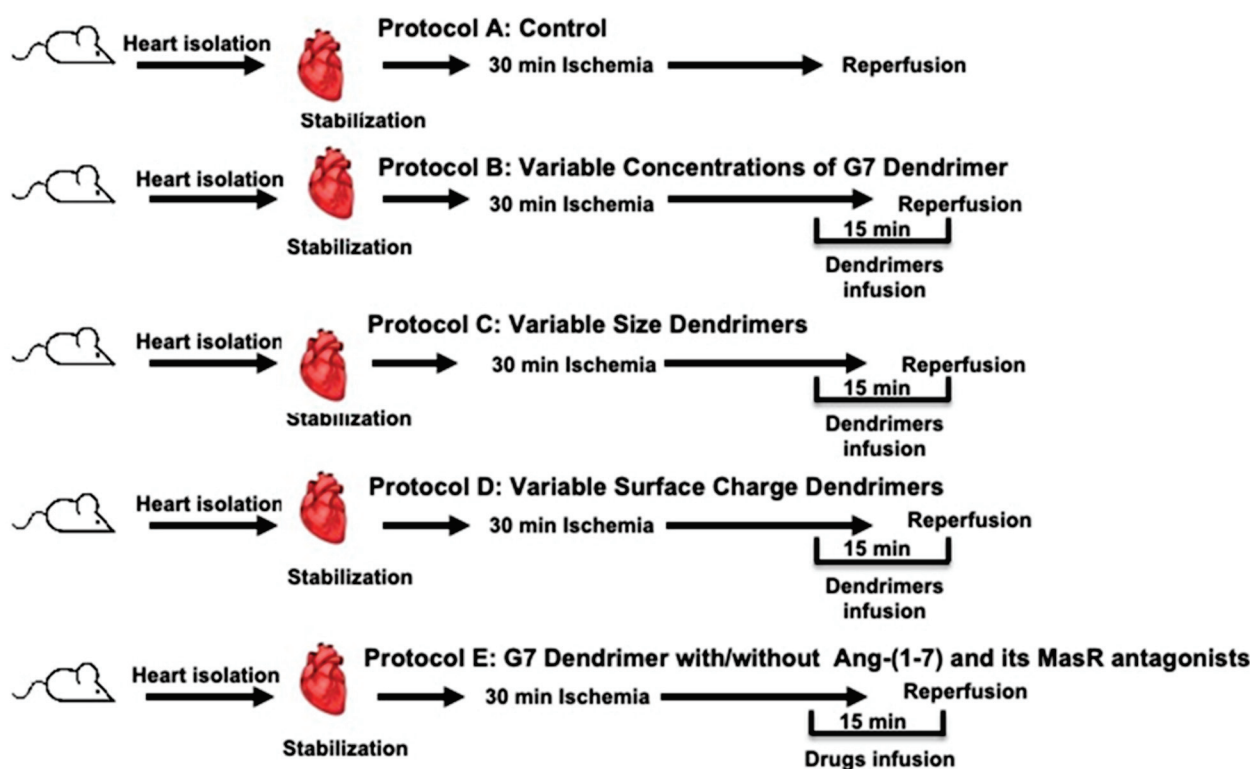 Protocol A: Control
Heart isolation
30 min Ischemia
Reperfusion
Stabilization
Protocol B: Variable Concentrations of G7 Dendrimer
Heart isolation
30 min Ischemia
Reperfusion
15 min
Stabilization
Dendrimers
infusion
Protocol C: Variable Size Dendrimers
Heart isolation
30 min Ischemia
Reperfusion
15 min
Stabilization
Dendrimers
infusion
Protocol D: Variable Surface Charge Dendrimers
Heart isolation
30 min Ischemia
Reperfusion
15 min
Stabilization
Dendrimers
infusion
Protocol E: G7 Dendrimer with/without Ang-(1-7) and its MasR antagonists
Heart isolation
30 min Ischemia
Reperfusion
15 min
Stabilization
Drugs infusion